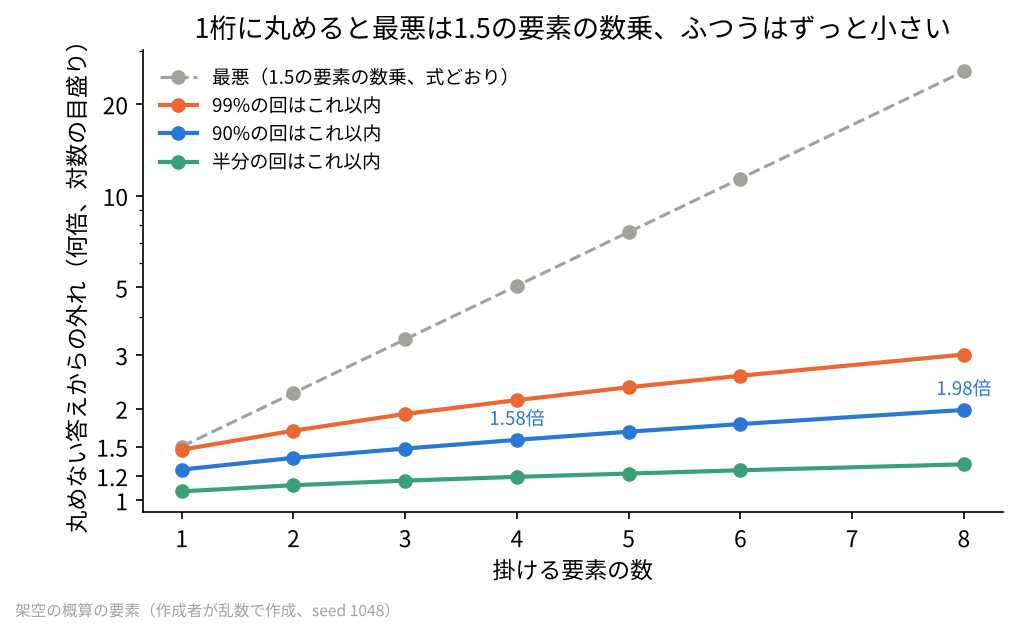 1桁に丸めると最悪は1.5の要素の数乗、ふつうはずっと小さい
丸めない答えからの外れ（何倍、対数の目盛り）
最悪（1.5の要素の数乗、式どおり）
99%の回はこれ以内
90%の回はこれ以内
半分の回はこれ以内
20
10
5
3
2
1.5
1.2
1
1.58倍
1.98倍
1 2 3 4 5 6 7 8
掛ける要素の数
架空の概算の要素（作成者が乱数で作成、seed 1048）